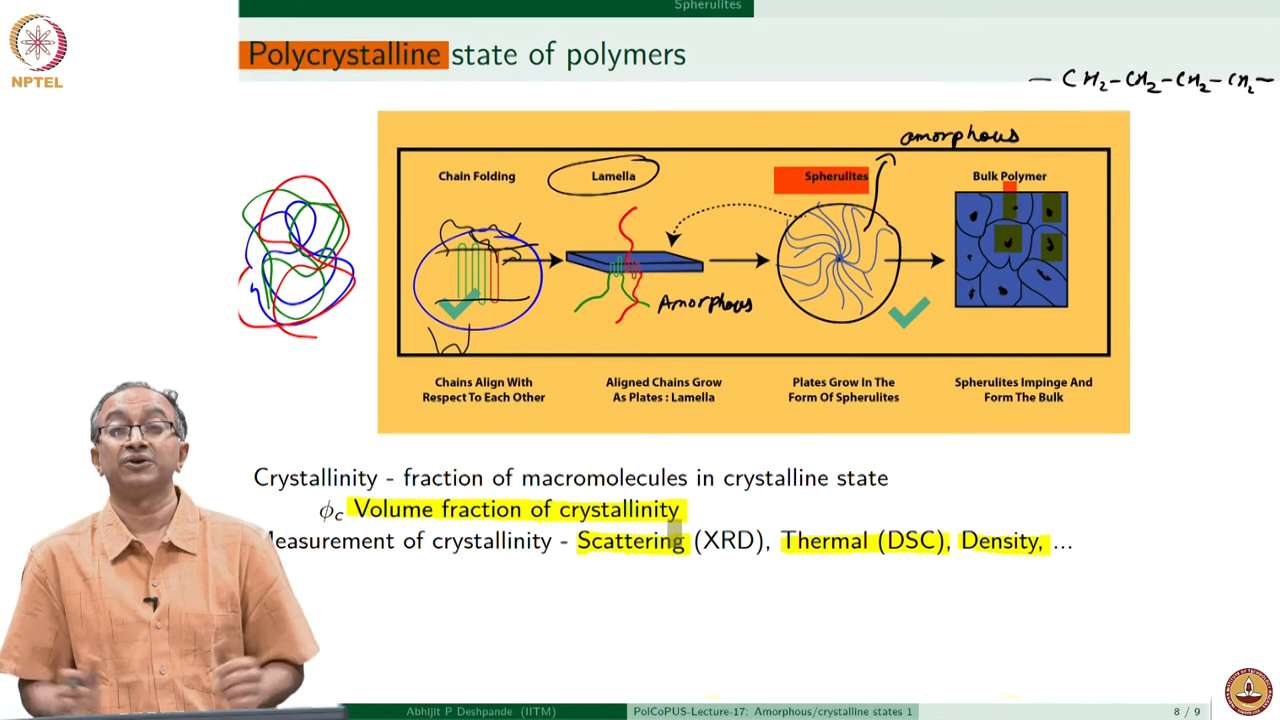 Spherulites
NPTEL
Polycrystalline state of polymers
— CH2-CH2-CH2-CH2-
amorphous
Chain Folding
Lamella
Spherulites
Bulk Polymer
Amorphous
Chains Align With
Respect To Each Other
Aligned Chains Grow
As Plates : Lamella
Plates Grow In The
Form Of Spherulites
Spherulites Impinge And
Form The Bulk
Crystallinity - fraction of macromolecules in crystalline state
ϕc Volume fraction of crystallinity
easurement of crystallinity - Scattering (XRD), Thermal (DSC), Density, ...
Abhijit P Deshpande (IITM)
PolCoPUS-Lecture-17: Amorphous/crystalline states 1
8 / 9